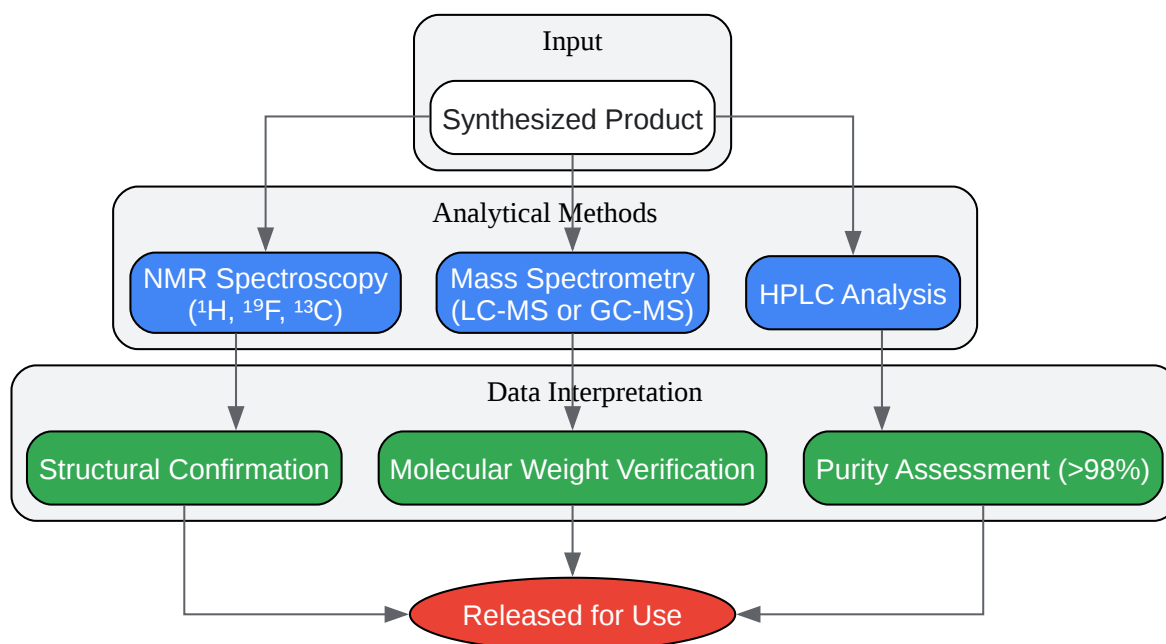 Input
Synthesized Product
Analytical Methods
NMR Spectroscopy
(¹H, ¹⁹F, ¹³C)
Mass Spectrometry
(LC-MS or GC-MS)
HPLC Analysis
Data Interpretation
Structural Confirmation
Molecular Weight Verification
Purity Assessment (>98%)
Released for Use